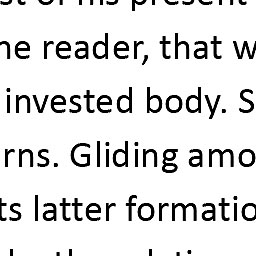 st of his present
he reader, that w
invested body. S
rns. Gliding amo
ts latter formatio